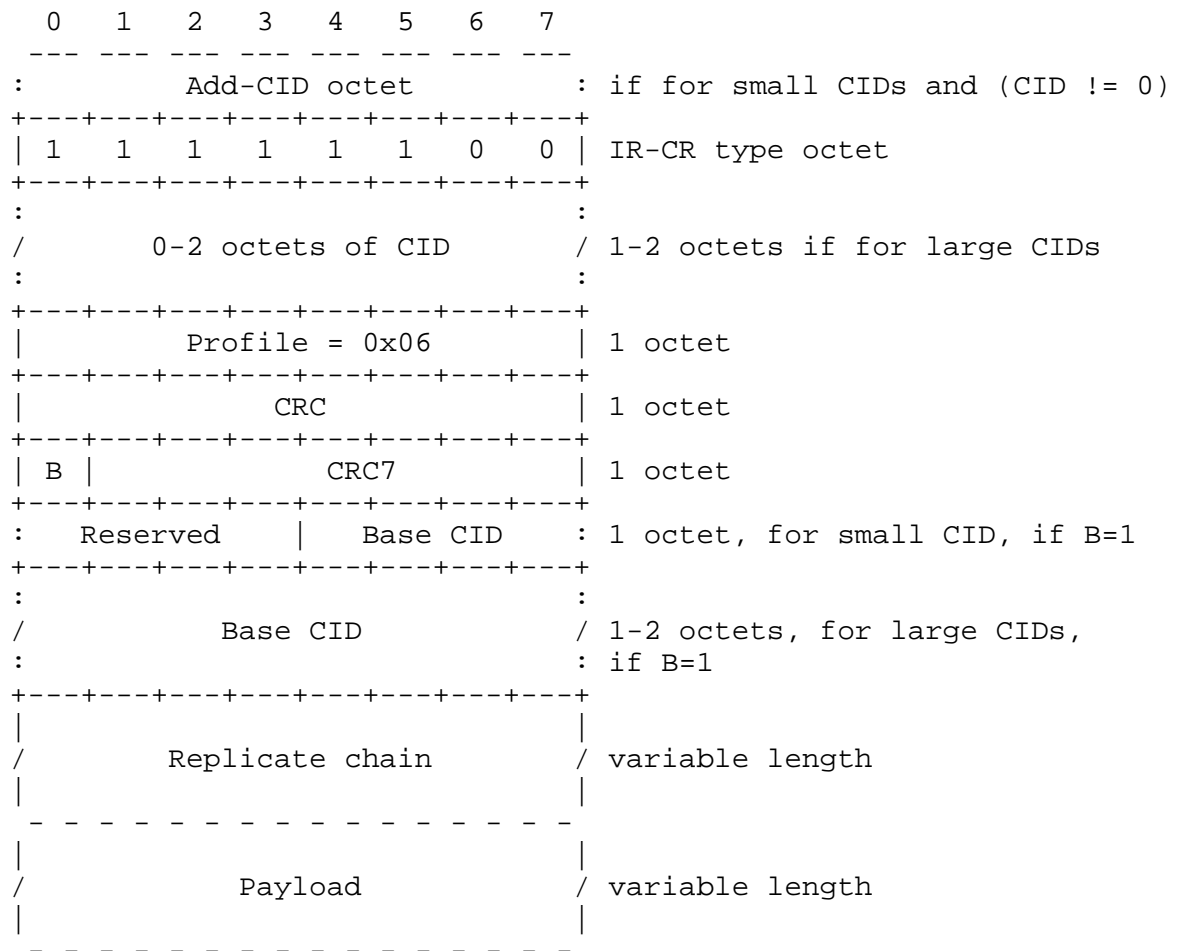 0   1   2   3   4   5   6   7
 --- --- --- --- --- --- --- ---
:         Add-CID octet         : if for small CIDs and (CID != 0)
+---+---+---+---+---+---+---+---+
| 1   1   1   1   1   1   0   0 | IR-CR type octet
+---+---+---+---+---+---+---+---+
:                               :
/       0-2 octets of CID       / 1-2 octets if for large CIDs
:                               :
+---+---+---+---+---+---+---+---+
|         Profile = 0x06        | 1 octet
+---+---+---+---+---+---+---+---+
|              CRC              | 1 octet
+---+---+---+---+---+---+---+---+
| B |             CRC7          | 1 octet
+---+---+---+---+---+---+---+---+
:   Reserved    |   Base CID    : 1 octet, for small CID, if B=1
+---+---+---+---+---+---+---+---+
:                               :
/           Base CID            / 1-2 octets, for large CIDs,
:                               : if B=1
+---+---+---+---+---+---+---+---+
|                               |
/        Replicate chain        / variable length
|                               |
 - - - - - - - - - - - - - - - -
|                               |
/            Payload            / variable length
|                               |
 - - - - - - - - - - - - - - - -